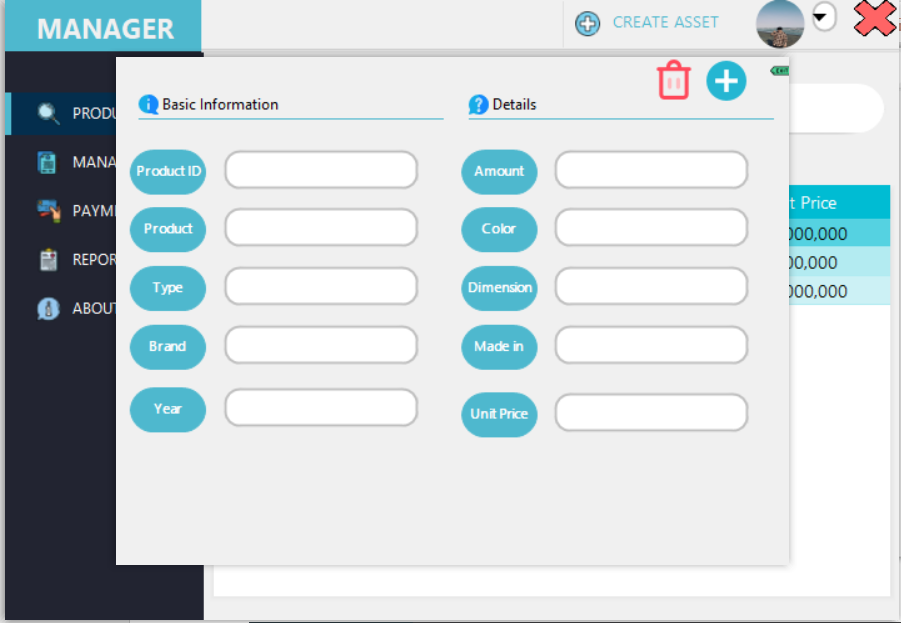 MANAGER
CREATE ASSET
Basic Information
Details
PRODU
MANA
Product ID
Amount
PAYM
t Price
Product
Color
000,000
REPOR
00,000
Type
Dimension
000,000
ABOUT
Brand
Made in
Year
Unit Price